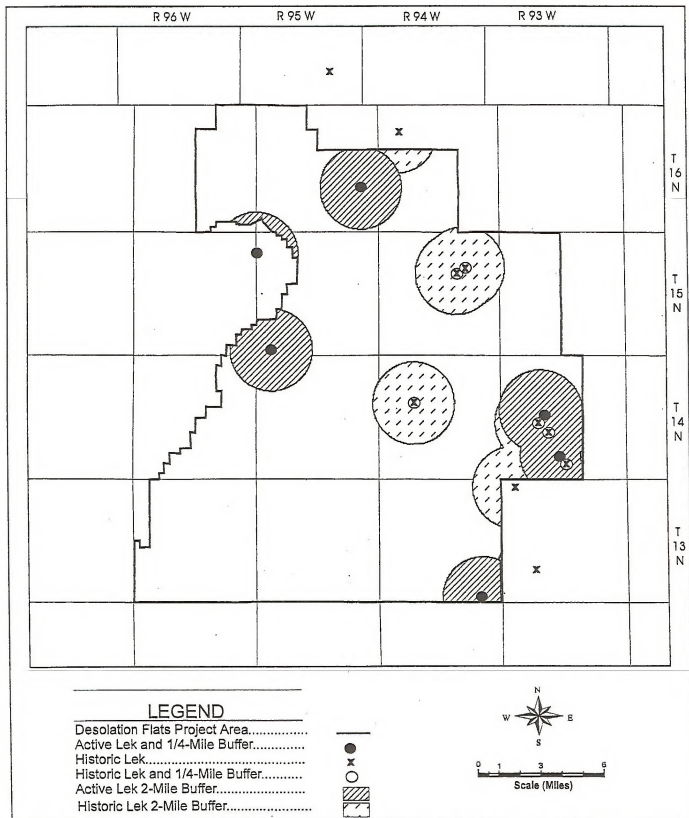 R 96 W R 95 W R 94 W R 93 W
T
16
N
T
15
N
T
14
N
T
13
N
LEGEND
Desolation Flats Project Area...............
Active Lek and 1/4-Mile Buffer.............
Historic Lek......................................
Historic Lek and 1/4-Mile Buffer...........
Active Lek 2-Mile Buffer.....................
Historic Lek 2-Mile Buffer.....................
N
W E
S
0 1 3 6
Scale (Miles)